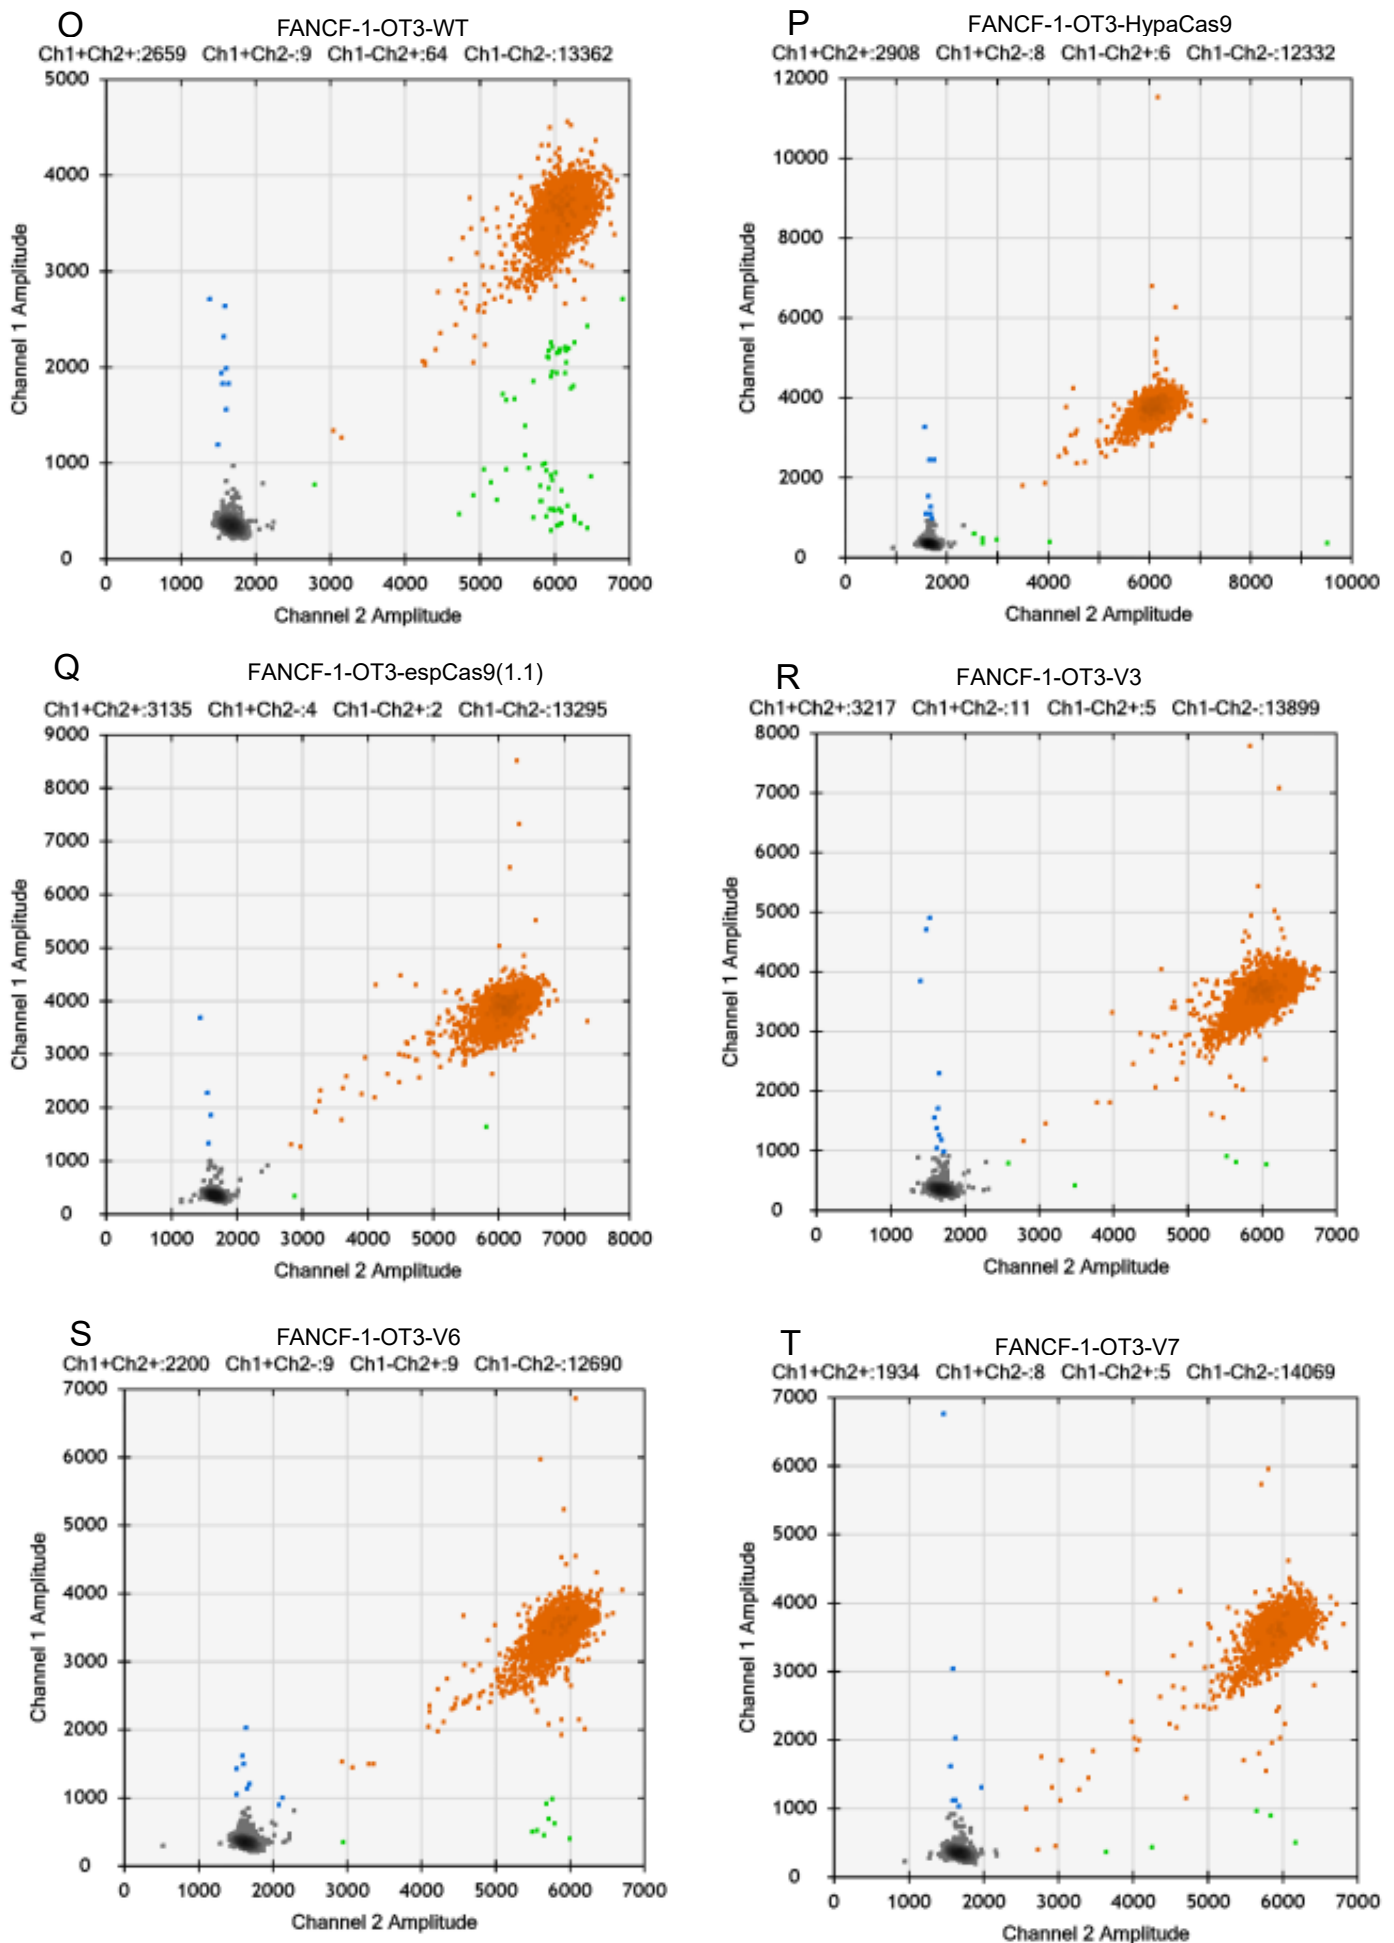 O
FANCF-1-OT3-WT
Ch1+Ch2+:2659 Ch1+Ch2-:9 Ch1-Ch2+:64 Ch1-Ch2-:13362
5000
4000
3000
2000
1000
0
0 1000 2000 3000 4000 5000 6000 7000
Channel 1 Amplitude
Channel 2 Amplitude
P
FANCF-1-OT3-HypaCas9
Ch1+Ch2+:2908 Ch1+Ch2-:8 Ch1-Ch2+:6 Ch1-Ch2-:12332
12000
10000
8000
6000
4000
2000
0
0 2000 4000 6000 8000 10000
Channel 1 Amplitude
Channel 2 Amplitude
Q
FANCF-1-OT3-espCas9(1.1)
Ch1+Ch2+:3135 Ch1+Ch2-:4 Ch1-Ch2+:2 Ch1-Ch2-:13295
9000
8000
7000
6000
5000
4000
3000
2000
1000
0
0 1000 2000 3000 4000 5000 6000 7000 8000
Channel 1 Amplitude
Channel 2 Amplitude
R
FANCF-1-OT3-V3
Ch1+Ch2+:3217 Ch1+Ch2-:11 Ch1-Ch2+:5 Ch1-Ch2-:13899
8000
7000
6000
5000
4000
3000
2000
1000
0
0 1000 2000 3000 4000 5000 6000 7000
Channel 1 Amplitude
Channel 2 Amplitude
S
FANCF-1-OT3-V6
Ch1+Ch2+:2200 Ch1+Ch2-:9 Ch1-Ch2+:9 Ch1-Ch2-:12690
7000
6000
5000
4000
3000
2000
1000
0
0 1000 2000 3000 4000 5000 6000 7000
Channel 1 Amplitude
Channel 2 Amplitude
T
FANCF-1-OT3-V7
Ch1+Ch2+:1934 Ch1+Ch2-:8 Ch1-Ch2+:5 Ch1-Ch2-:14069
7000
6000
5000
4000
3000
2000
1000
0
0 1000 2000 3000 4000 5000 6000 7000
Channel 1 Amplitude
Channel 2 Amplitude